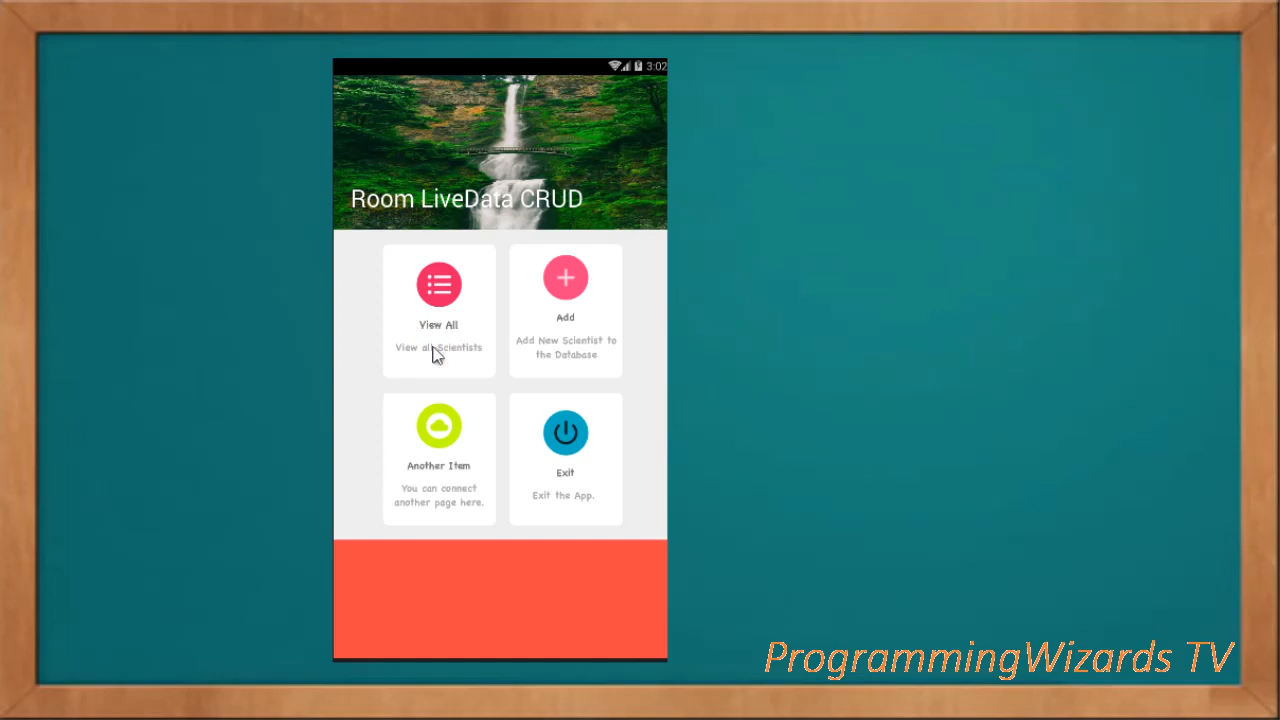 3:02
Room LiveData CRUD
View All
View all Scientists
Add
Add New Scientist to
the Database
Another Item
You can connect
another page here.
Exit
Exit the App.
ProgrammingWizards TV